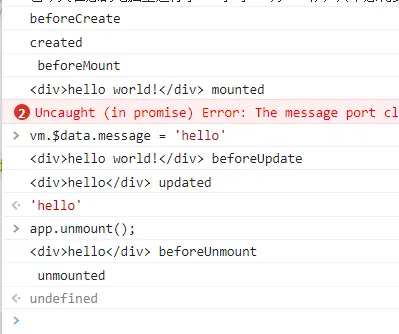 beforeCreate
created
beforeMount
<div>hello world!</div> mounted
2 Uncaught (in promise) Error: The message port cl
> vm.$data.message = 'hello'
<div>hello world!</div> beforeUpdate
<div>hello</div> updated
'hello'
> app.unmount();
<div>hello</div> beforeUnmount
unmounted
undefined
>